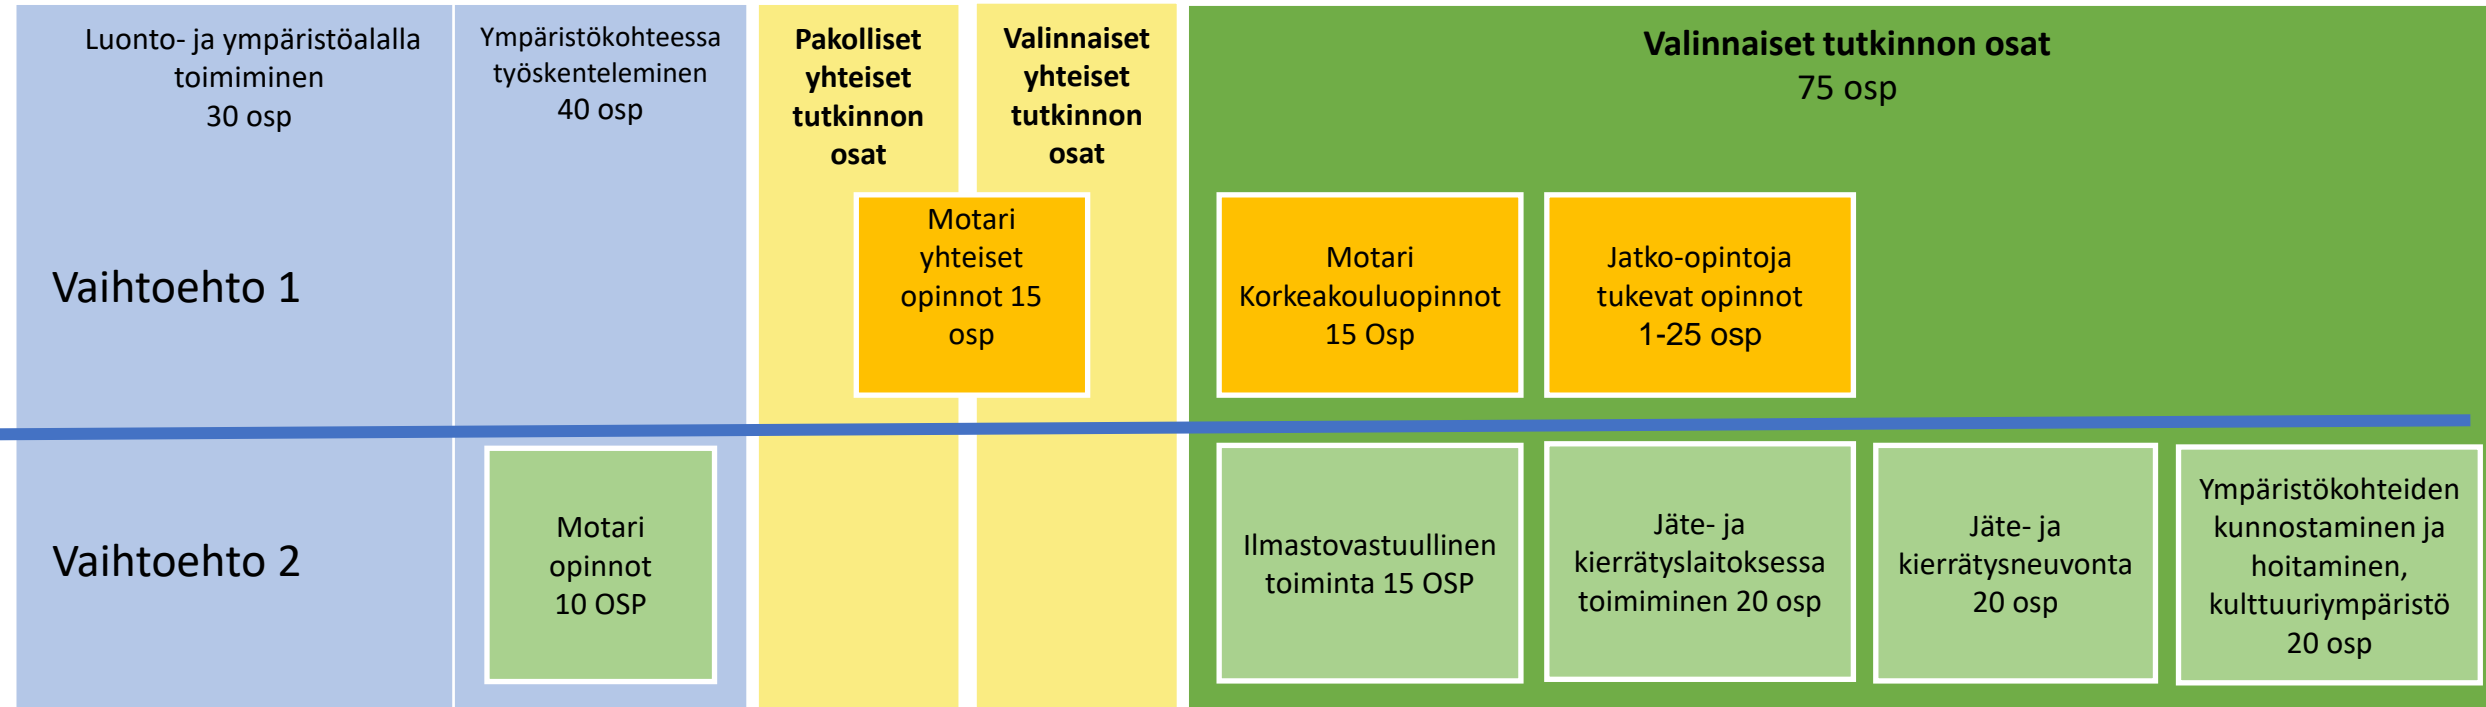 Luonto- ja ympäristöalalla
toimiminen
30 osp
Ympäristökohteessa
työskenteleminen
40 osp
Pakolliset
yhteiset
tutkinnon
osat
Valinnaiset
yhteiset
tutkinnon
osat
Valinnaiset tutkinnon osat
75 osp
Vaihtoehto 1
Motari
yhteiset
opinnot 15
osp
Motari
Korkeakouluopinnot
15 Osp
Jatko-opintoja
tukevat opinnot
1-25 osp
Vaihtoehto 2
Motari
opinnot
10 OSP
Ilmastovastuullinen
toiminta 15 OSP
Jäte- ja
kierrätyslaitoksessa
toimiminen 20 osp
Jäte- ja
kierrätysneuvonta
20 osp
Ympäristökohteiden
kunnostaminen ja
hoitaminen,
kulttuuriympäristö
20 osp